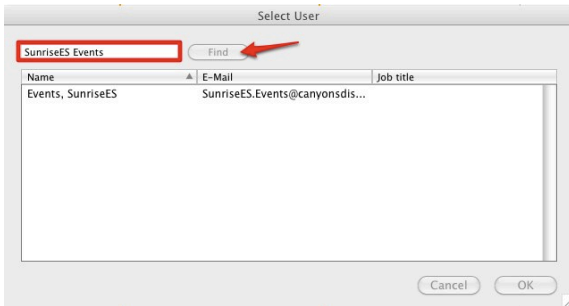 Select User
SunriseES Events
Find
Name E-Mail Job title
Events, SunriseES SunriseES.Events@canyonsdis...
Cancel OK